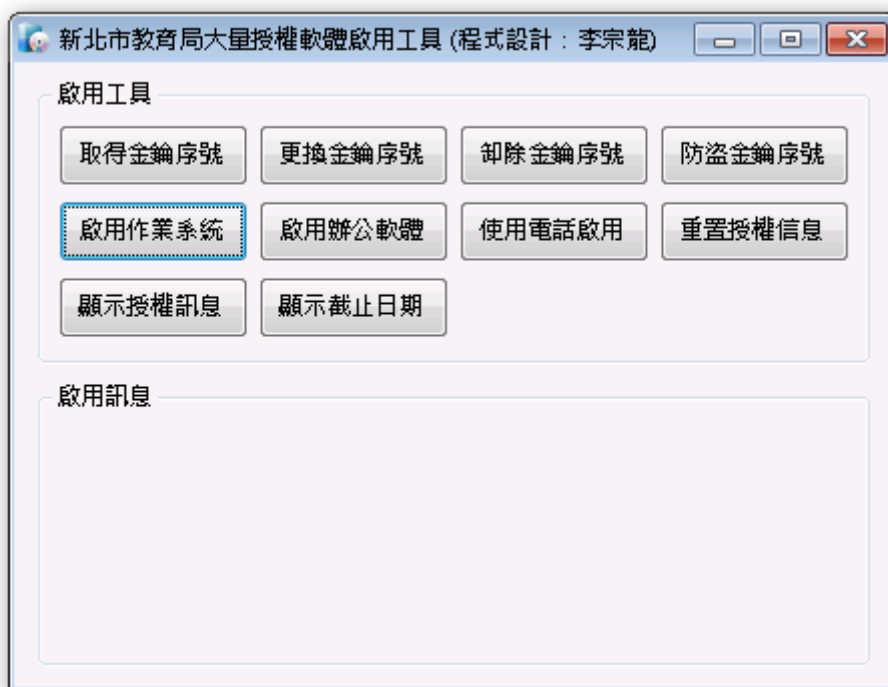 新北市教育局大量授權軟體啟用工具 (程式設計：李宗龍)
啟用工具
取得金鑰序號 更換金鑰序號 卸除金鑰序號 防盜金鑰序號
啟用作業系統 啟用辦公軟體 使用電話啟用 重置授權信息
顯示授權訊息 顯示截止日期
啟用訊息